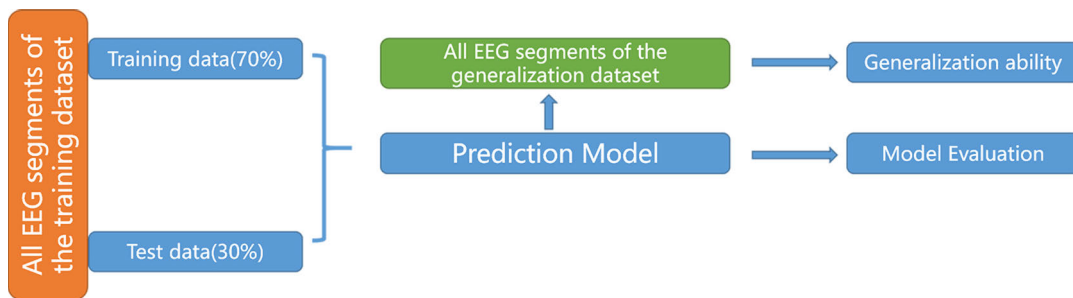 All EEG segments of
the training dataset
Training data(70%)
Test data(30%)
All EEG segments of the
generalization dataset
Prediction Model
Generalization ability
Model Evaluation